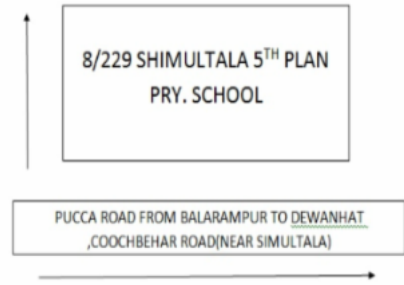 8/229 SHIMULTALA 5TH PLAN
PRY. SCHOOL
PUCCA ROAD FROM BALARAMPUR TO DEWANHAT
,COOCHBEHAR ROAD(NEAR SIMULTALA)